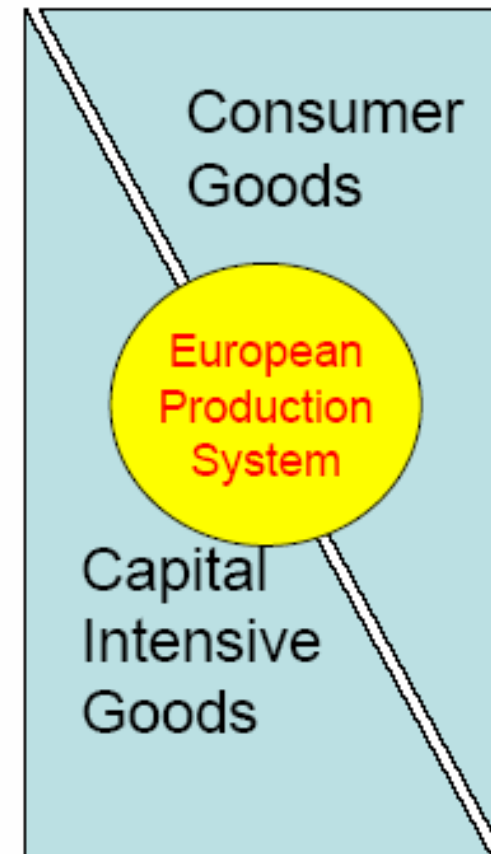 Consumer
Goods
European
Production
System
Capital
Intensive
Goods